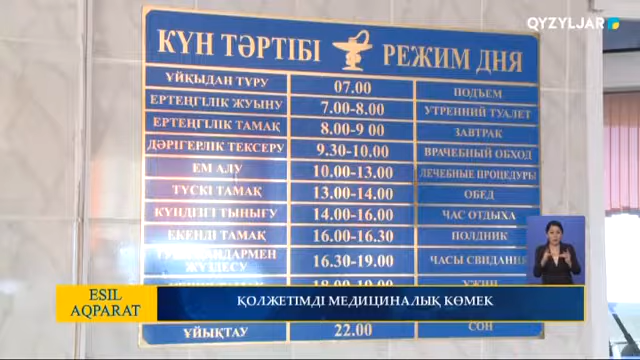 QYZYLJAR
КҮН ТӘРТІБІ РЕЖИМ ДНЯ
ҰЙҚЫДАН ТҰРУ 07.00 ПОДЪЕМ
ЕРТЕҢГІЛІК ЖУЫНУ 7.00-8.00 УТРЕННИЙ ТУАЛЕТ
ЕРТЕҢГІЛІК ТАМАҚ 8.00-9 00 ЗАВТРАК
ДӘРІГЕРЛІК ТЕКСЕРУ 9.30-10.00 ВРАЧЕБНЫЙ ОБХОД
ЕМ АЛУ 10.00-13.00 ЛЕЧЕБНЫЕ ПРОЦЕДУРЫ
ТҮСКІ ТАМАҚ 13.00-14.00 ОБЕД
КҮНДІЗГІ ТЫНЫҒУ 14.00-16.00 ЧАС ОТДЫХА
ЕКЕНДІ ТАМАҚ 16.00-16.30 ПОЛДНИК
ЖҮЗДЕСУ 16.30-19.00 ЧАСЫ СВИДАНИ
ESIL AQPARAT
ҚОЛЖЕТІМДІ МЕДИЦИНАЛЫҚ КӨМЕК
ҰЙЫҚТАУ 22.00 СОН